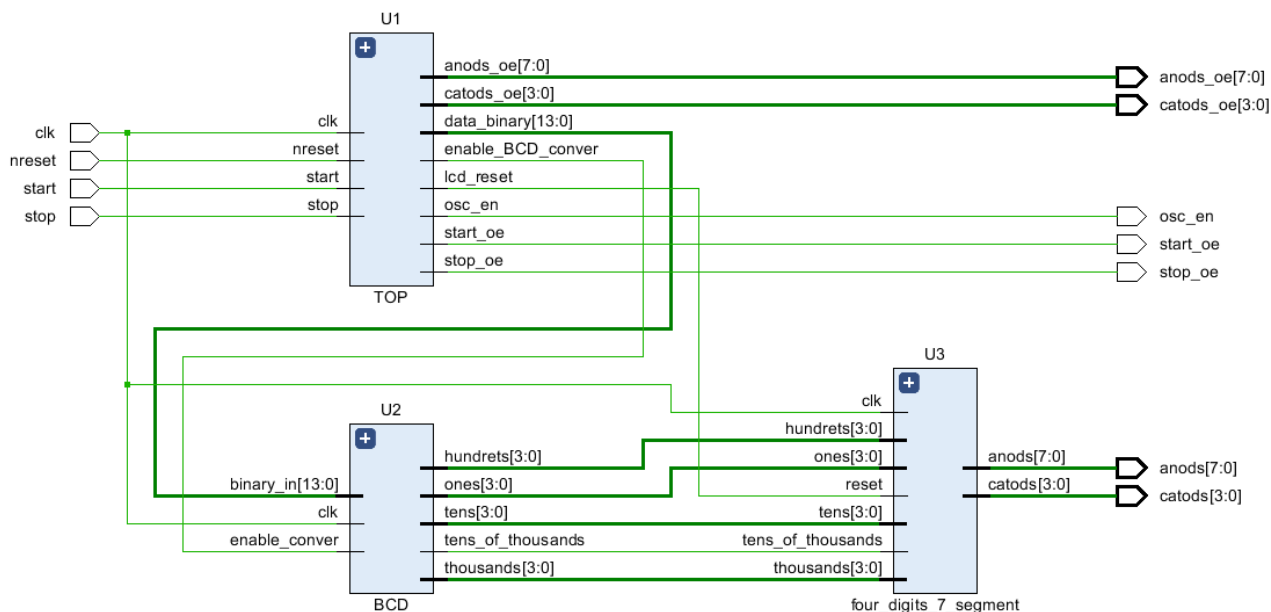 U1
anods_oe[7:0]
anods_oe[7:0]
catods_oe[3:0]
catods_oe[3:0]
clk
clk
data_binary[13:0]
nreset
nreset
enable_BCD_conver
start
start
lcd_reset
stop
stop
osc_en
osc_en
start_oe
start_oe
stop_oe
stop_oe
TOP
U2
binary_in[13:0]
clk
enable_conver
hundrets[3:0]
ones[3:0]
tens[3:0]
tens_of_thousands
thousands[3:0]
BCD
U3
clk
hundrets[3:0]
ones[3:0]
reset
tens[3:0]
tens_of_thousands
thousands[3:0]
anods[7:0]
anods[7:0]
catods[3:0]
catods[3:0]
four_digits_7_segment